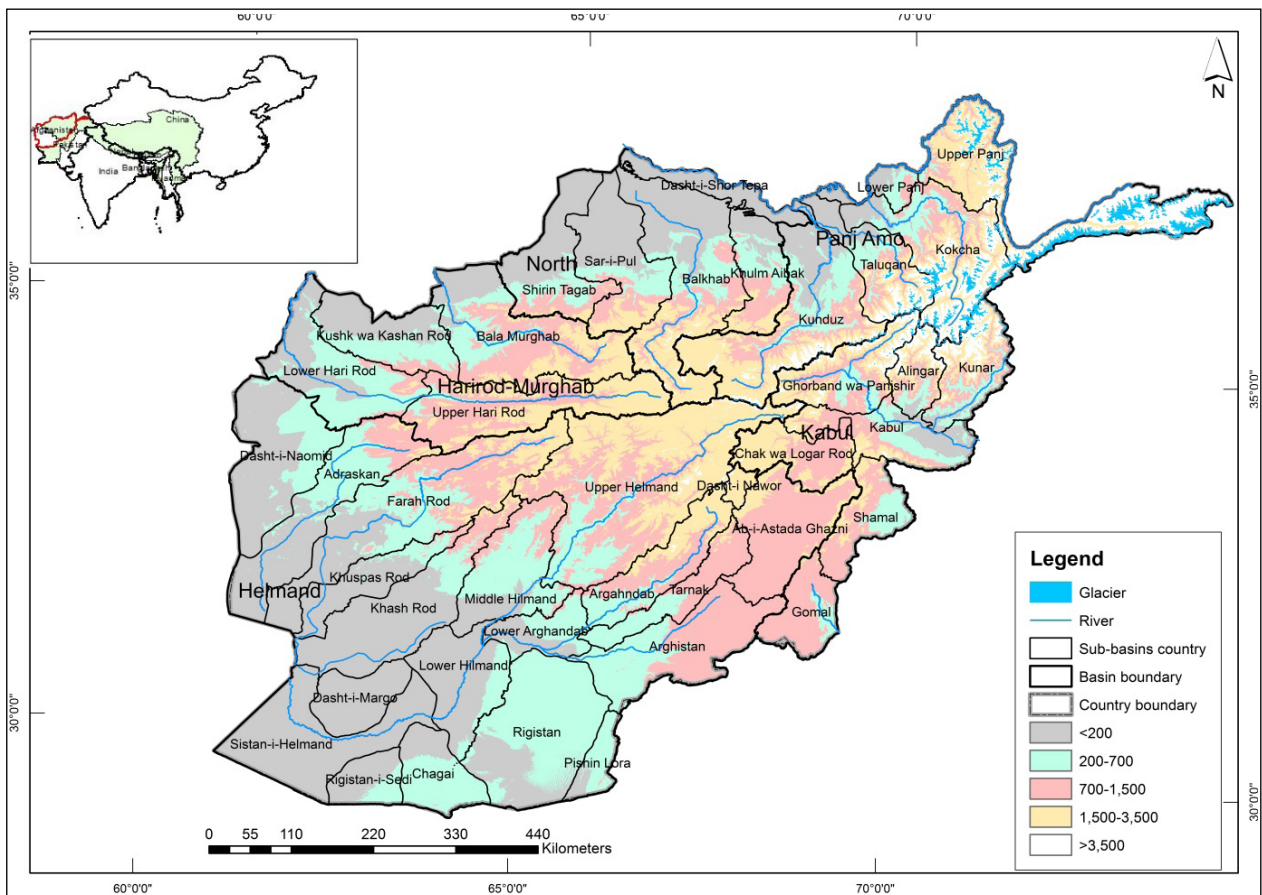 60°0'0"
65°0'0"
70°0'0"
N
China
India
Upper Panj
Lower Panj
Dasht-i-Shor Tepa
Panj Amo
Kokcha
Taluqan
North
Sar-i-Pul
Balkhab
Khulm Aibak
Shirin Tagab
35°0'0"
Kunduz
Kushk wa Kashan Rod
Bala Murghab
Lower Hari Rod
Alingar
Kunar
Harirod-Murghab
Ghorband wa Panjshir
35°0'0"
Upper Hari Rod
Kabul
Kabul
Dasht-i-Naomid
Chak wa Logar Rod
Adraskan
Upper Helmand
Dasht-i Nawor
Farah Rod
Shamal
Ab-i-Astada Ghazni
Khuspas Rod
Helmand
Khash Rod
Middle Hilmand
Argahndab
Tarnak
Gomal
Lower Arghandab
Arghistan
Lower Hilmand
Dasht-i-Margo
30°0'0"
Sistan-i-Helmand
Rigistan
Rigistan-i-Sedi
Chagai
Pishin Lora
Legend
Glacier
River
Sub-basins country
Basin boundary
Country boundary
<200
200-700
700-1,500
1,500-3,500
>3,500
30°0'0"
0 55 110 220 330 440
Kilometers
60°0'0"
65°0'0"
70°0'0"